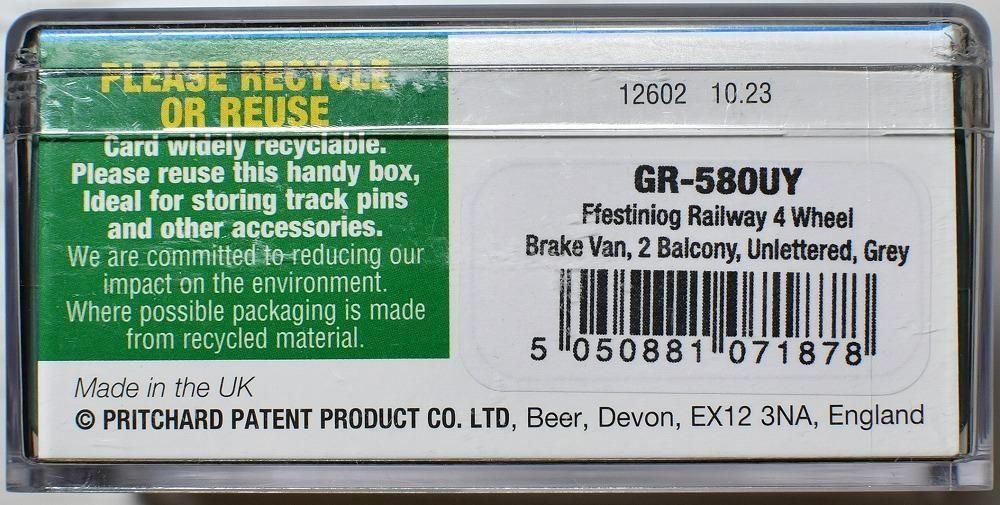 PLEASE RECYCLE
OR REUSE
Card widely recyclable.
Please reuse this handy box,
Ideal for storing track pins
and other accessories.
We are committed to reducing our
impact on the environment.
Where possible packaging is made
from recycled material.
12602 10.23
GR-580UY
Ffestiniog Railway 4 Wheel
Brake Van, 2 Balcony, Unlettered, Grey
5 050881 071878
Made in the UK
© PRITCHARD PATENT PRODUCT CO. LTD, Beer, Devon, EX12 3NA, England